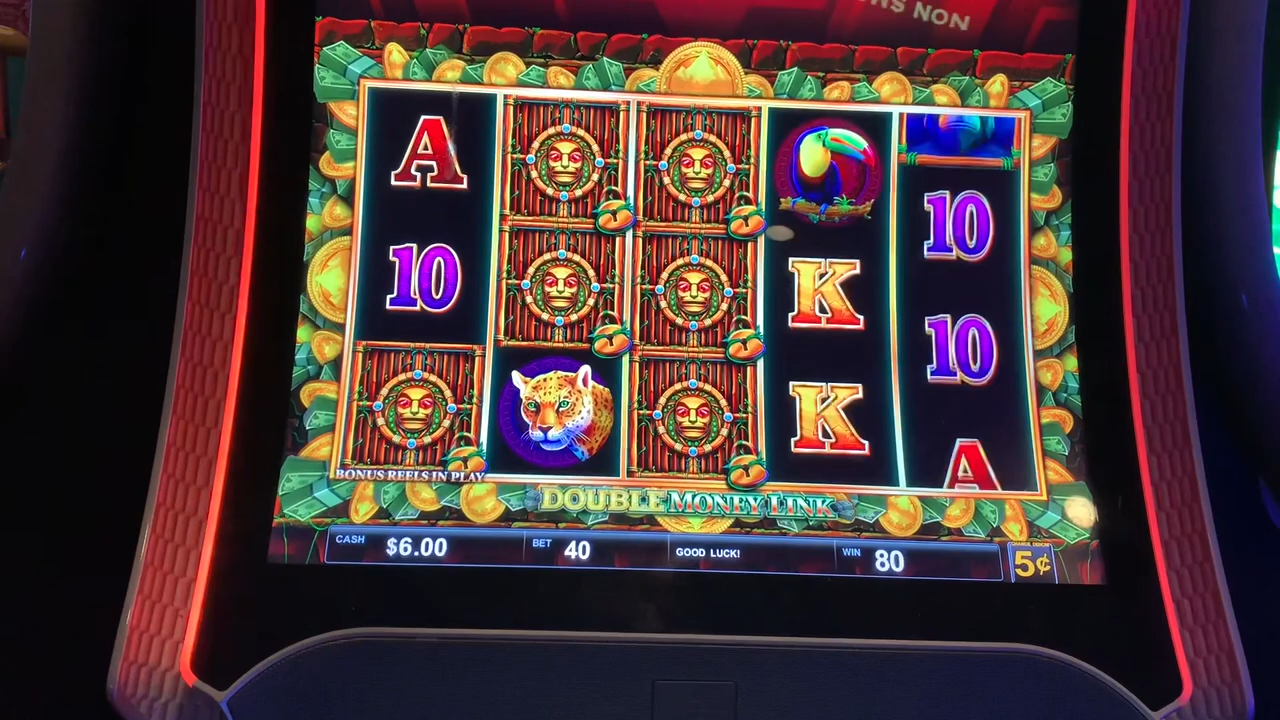 NS NON
A
10
K
10
K
10
A
BONUS REELS IN PLAY
DOUBLE MONEY LINK
CASH $6.00 BET 40 GOOD LUCK! WIN 80 5¢